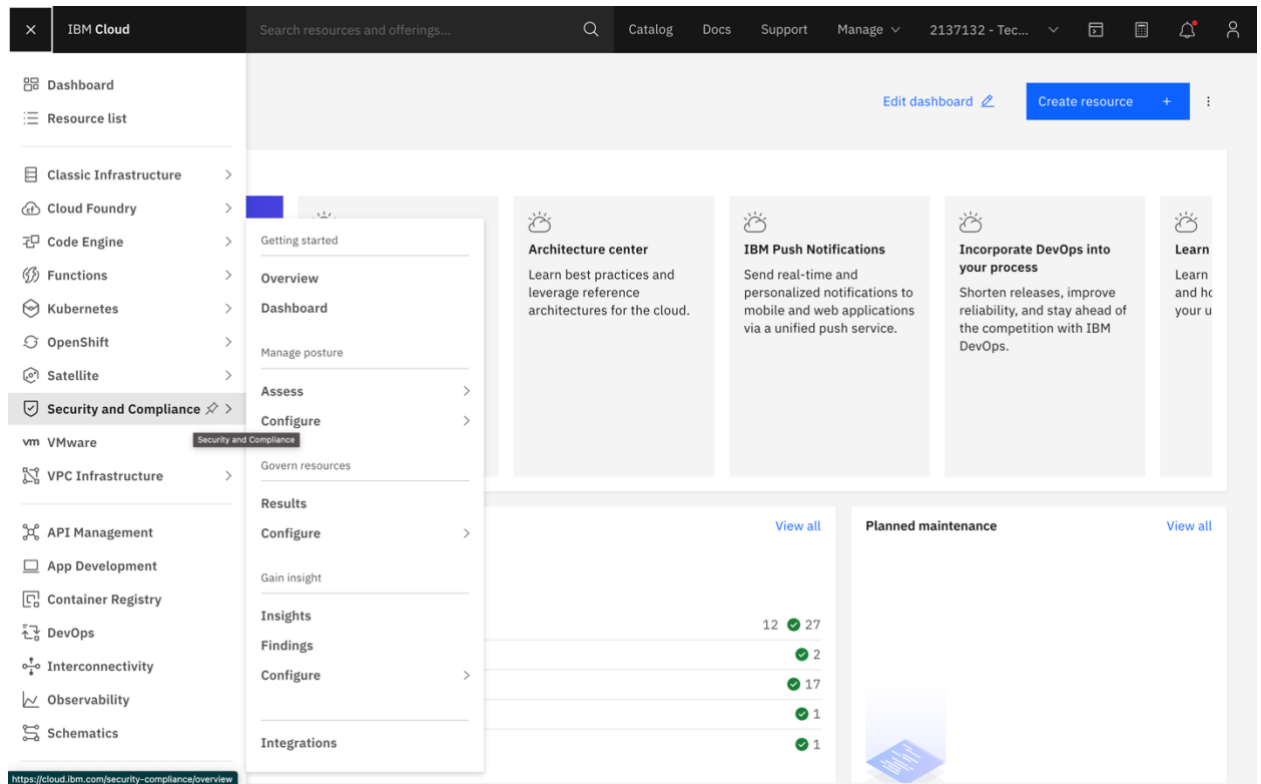 IBM Cloud
Search resources and offerings...
Catalog
Docs
Support
Manage
2137132 - Tec...
Dashboard
Resource list
Classic Infrastructure
Cloud Foundry
Code Engine
Functions
Kubernetes
OpenShift
Satellite
Security and Compliance
Security and Compliance
vm VMware
VPC Infrastructure
API Management
App Development
Container Registry
DevOps
Interconnectivity
Observability
Schematics
https://cloud.ibm.com/security-compliance/overview
Getting started
Overview
Dashboard
Manage posture
Assess
Configure
Govern resources
Results
Configure
Gain insight
Insights
Findings
Configure
Integrations
Edit dashboard
Create resource +
Architecture center
Learn best practices and
leverage reference
architectures for the cloud.
IBM Push Notifications
Send real-time and
personalized notifications to
mobile and web applications
via a unified push service.
Incorporate DevOps into
your process
Shorten releases, improve
reliability, and stay ahead of
the competition with IBM
DevOps.
Learn
Learn
and ho
your u
View all
12 27
2
17
1
1
Planned maintenance
View all